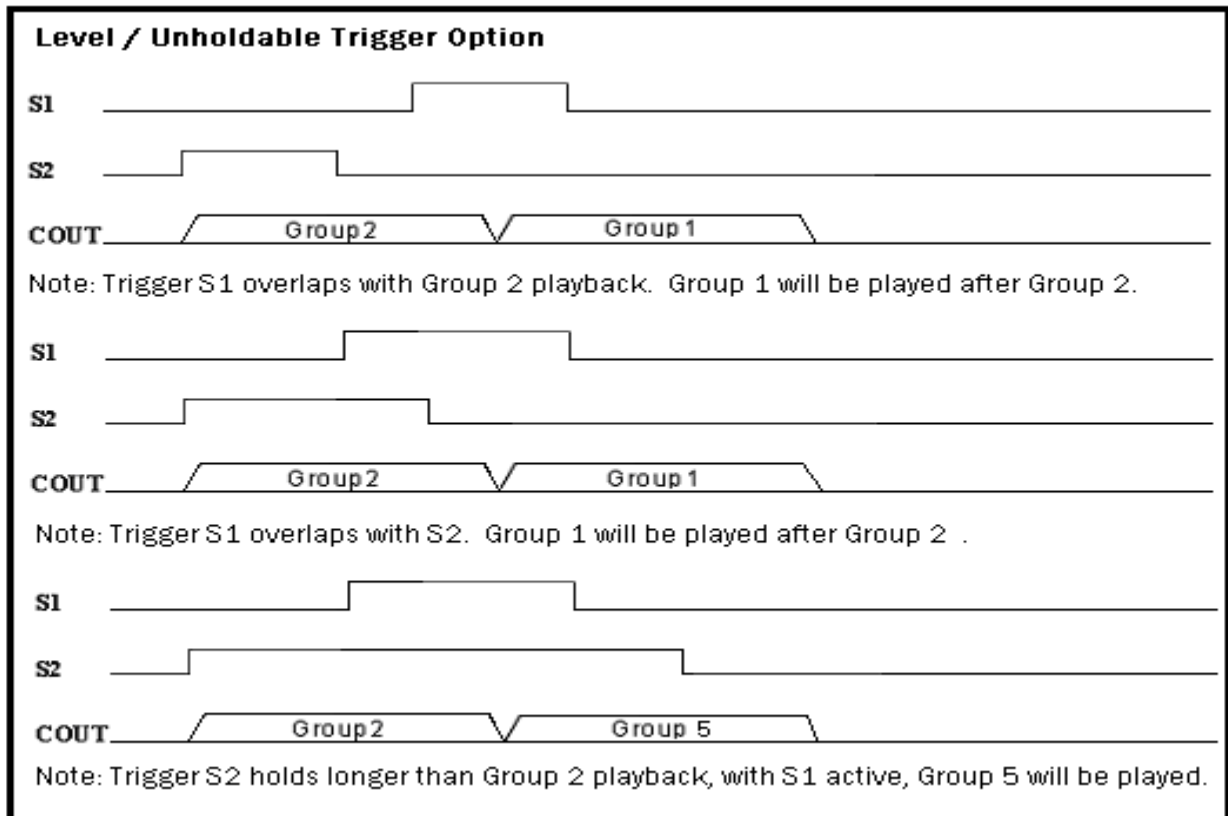 Level / Unholdable Trigger Option
S1
S2
COUT Group2 Group1
Note: Trigger S1 overlaps with Group 2 playback. Group 1 will be played after Group 2.
S1
S2
COUT Group2 Group1
Note: Trigger S1 overlaps with S2. Group 1 will be played after Group 2 .
S1
S2
COUT Group2 Group 5
Note: Trigger S2 holds longer than Group 2 playback, with S1 active, Group 5 will be played.